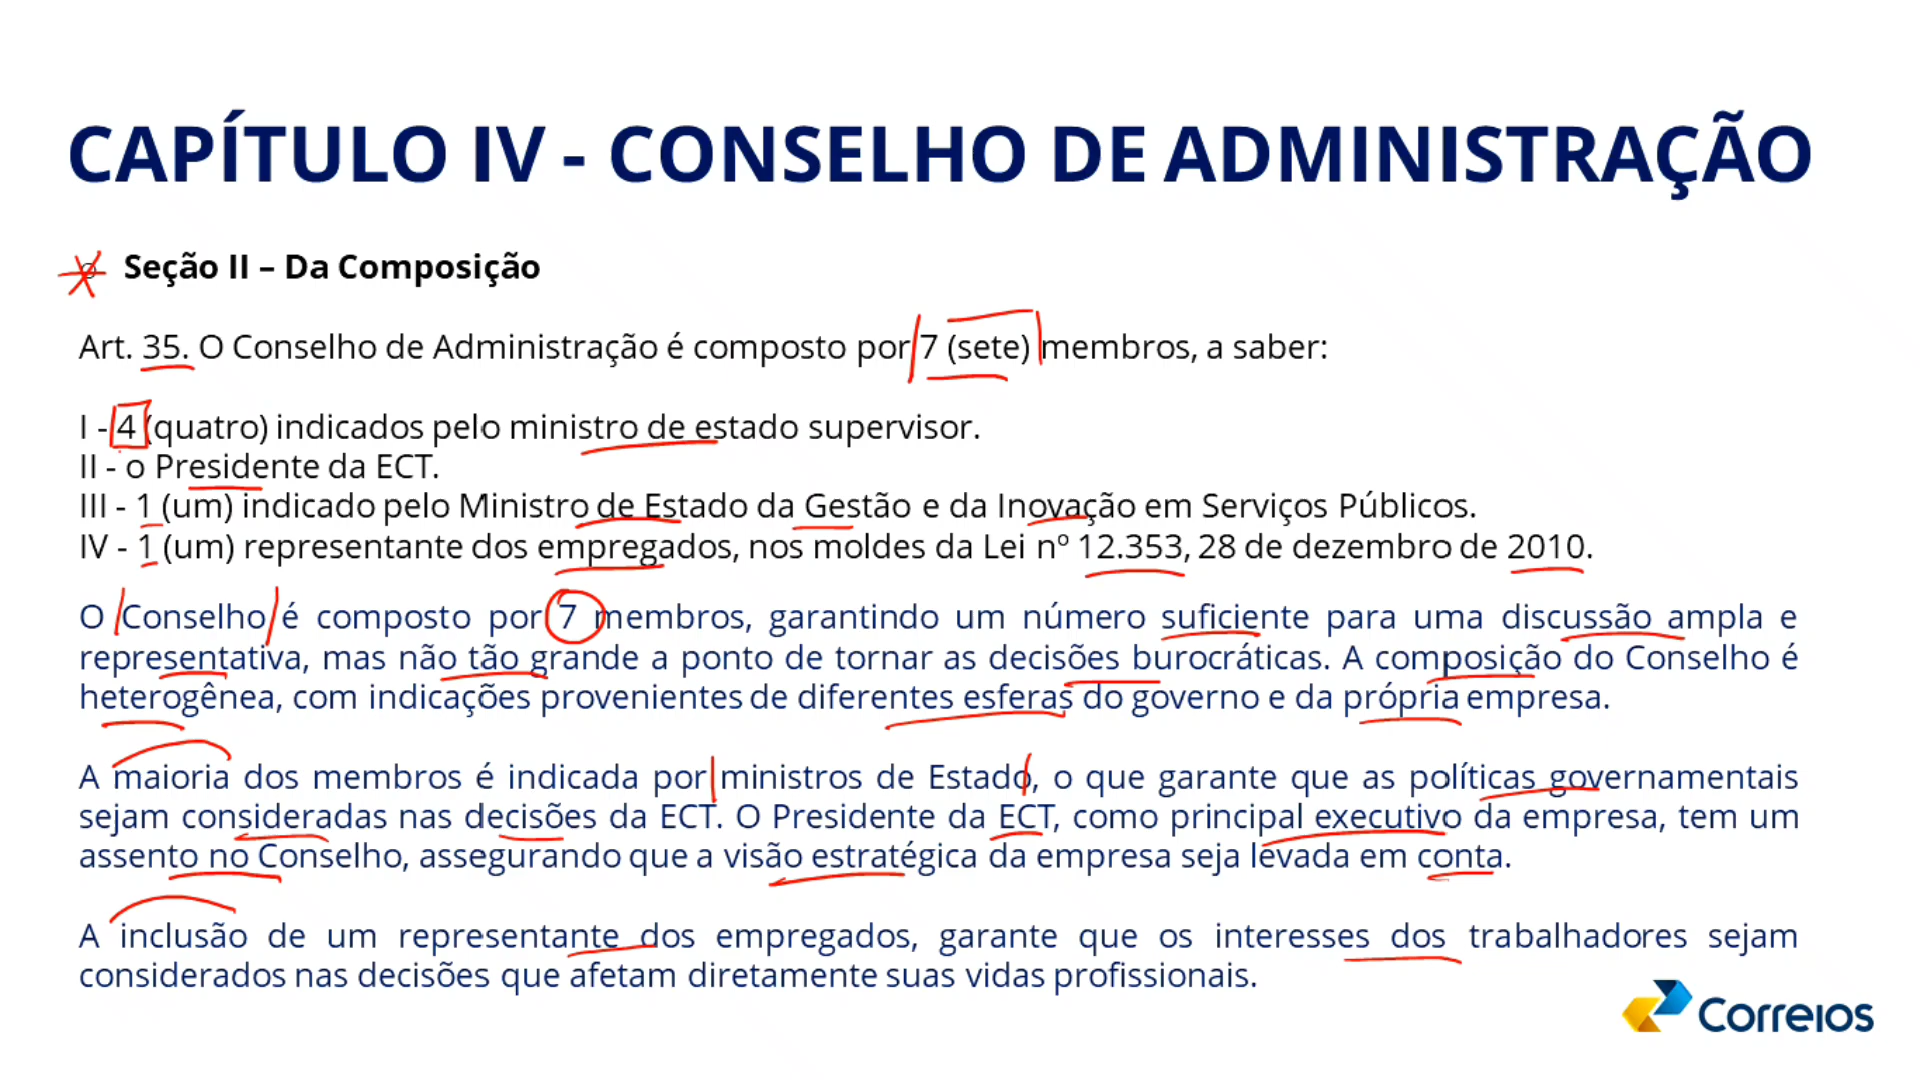 CAPÍTULO IV - CONSELHO DE ADMINISTRAÇÃO
Seção II – Da Composição
Art. 35. O Conselho de Administração é composto por 7 (sete) membros, a saber:
I - 4 (quatro) indicados pelo ministro de estado supervisor.
II - o Presidente da ECT.
III - 1 (um) indicado pelo Ministro de Estado da Gestão e da Inovação em Serviços Públicos.
IV - 1 (um) representante dos empregados, nos moldes da Lei nº 12.353, 28 de dezembro de 2010.
O Conselho é composto por 7 membros, garantindo um número suficiente para uma discussão ampla e
representativa, mas não tão grande a ponto de tornar as decisões burocráticas. A composição do Conselho é
heterogênea, com indicações provenientes de diferentes esferas do governo e da própria empresa.
A maioria dos membros é indicada por ministros de Estado, o que garante que as políticas governamentais
sejam consideradas nas decisões da ECT. O Presidente da ECT, como principal executivo da empresa, tem um
assento no Conselho, assegurando que a visão estratégica da empresa seja levada em conta.
A inclusão de um representante dos empregados, garante que os interesses dos trabalhadores sejam
considerados nas decisões que afetam diretamente suas vidas profissionais.
Correios